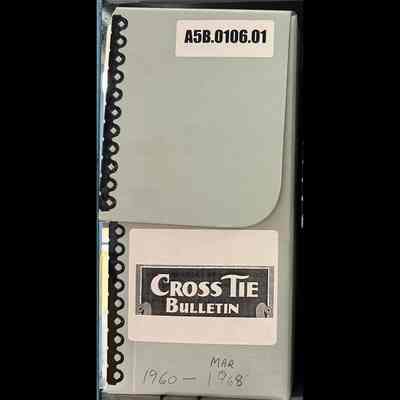 A5B.0106.01
CROSS TIE
BULLETIN
MAR
1960 - 1968